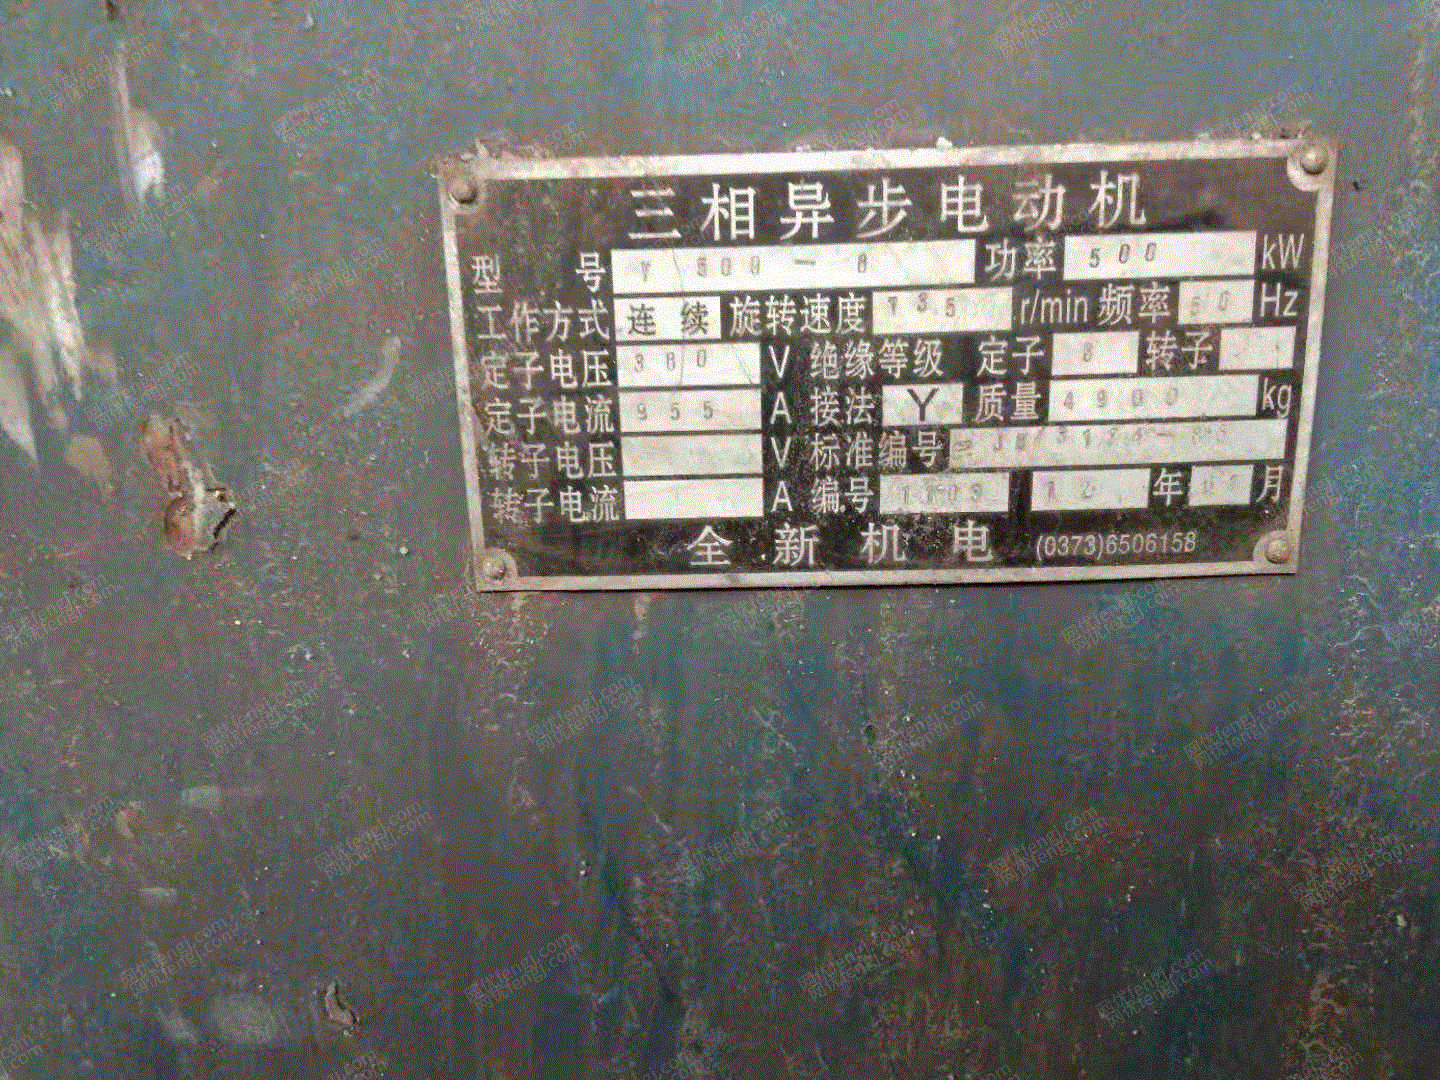 三相异步电动机
型号 Y 500-8 功率 500 kW
工作方式 连续 旋转速度 735 r/min 频率 50 Hz
定子电压 380 V 绝缘等级 定子 B 转子
定子电流 955 A 接法 Y 质量 4900 kg
转子电压 V 标准编号
转子电流 A 编号 1703 12 年 月
全新机电 (0373)6506158